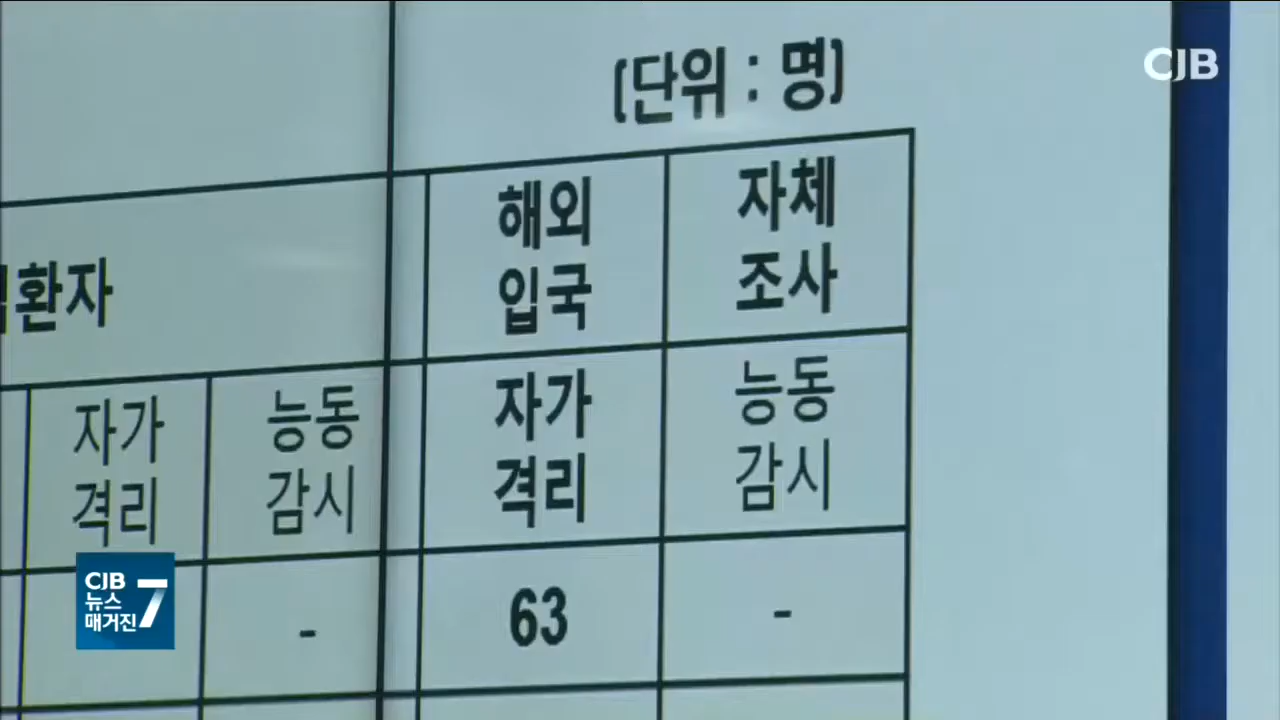 CJB
(단위 : 명)
해외
입국
자체
조사
환자
자가
격리
능동
감시
자가
격리
능동
감시
-
63
-
CJB
뉴스
매거진 7